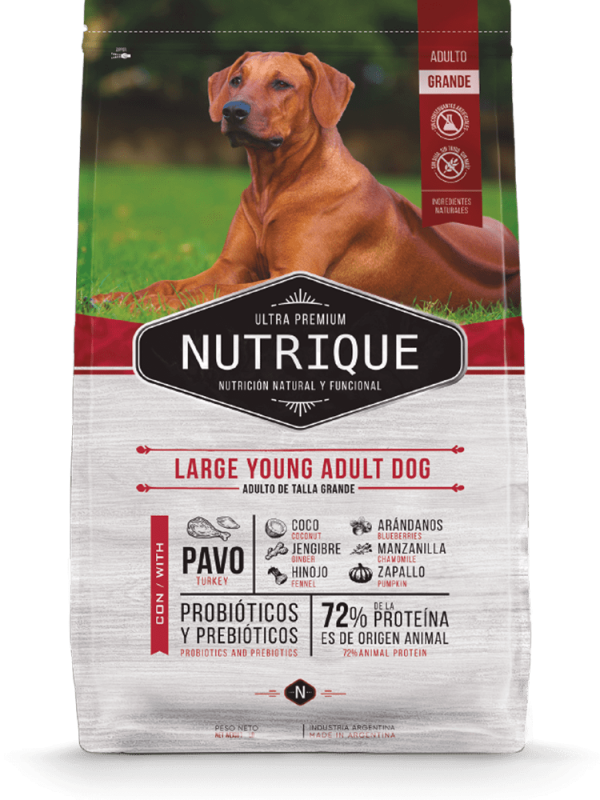 ADULTO
GRANDE
INGREDIENTES
NATURALES
ULTRA PREMIUM
NUTRIQUE
NUTRICIÓN NATURAL Y FUNCIONAL
LARGE YOUNG ADULT DOG
ADULTO DE TALLA GRANDE
CON / WITH
PAVO
TURKEY
COCO
COCONUT
JENGIBRE
GINGER
HINOJO
FENNEL
ARÁNDANOS
BLUEBERRIES
MANZANILLA
CHAMOMILE
ZAPALLO
PUMPKIN
PROBIÓTICOS
Y PREBIÓTICOS
PROBIOTICS AND PREBIOTICS
72% DE LA PROTEÍNA
ES DE ORIGEN ANIMAL
72% ANIMAL PROTEIN
N
PESO NETO
INDUSTRIA ARGENTINA
MADE IN ARGENTINA